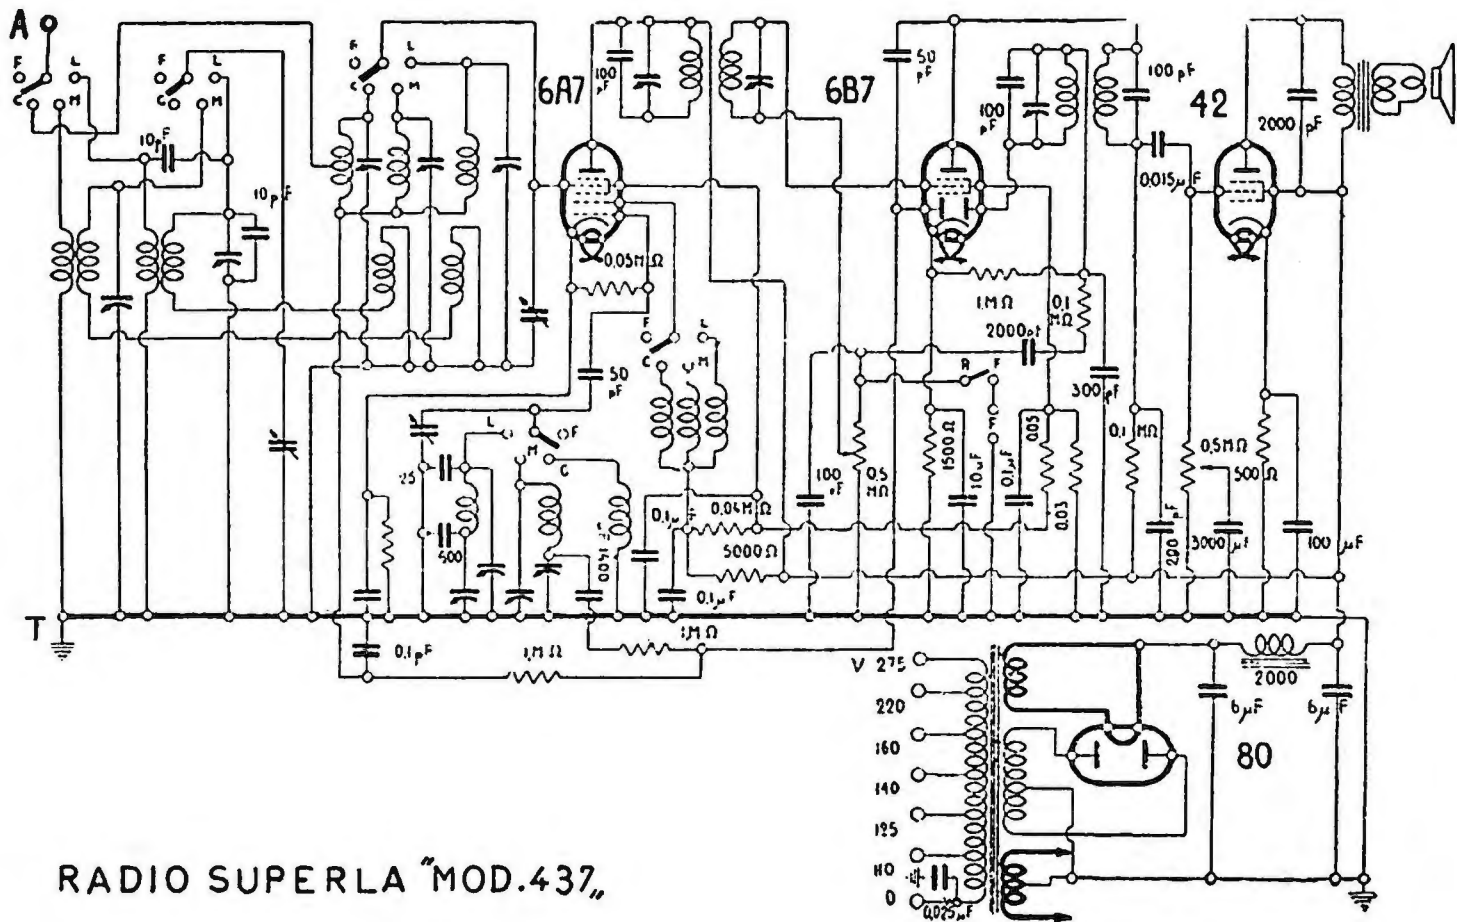 A
F
L
C
M
F
L
C
M
F
L
C
M
10pF
10pF
6A7
100 pF
50 pF
6B7
100 pF
100pF
42
2000 pF
0,015µF
0,05MΩ
1MΩ
0,1 MΩ
2000pf
F
L
C
M
50 pF
R
F
F
300pF
L
F
M
C
25
500
100 pF
0,5 MΩ
1500Ω
10µF
0,1µF
0,05
0,03
0,1 MΩ
200 pF
0,5MΩ
3000µF
500Ω
100 µF
0,1µF
0,04MΩ
5000Ω
0,1µF
T
0,1pF
1MΩ
1MΩ
V 275
220
160
140
125
110
0
0,025µF
2000
6µF
6µF
80
RADIO SUPERLA "MOD.437„